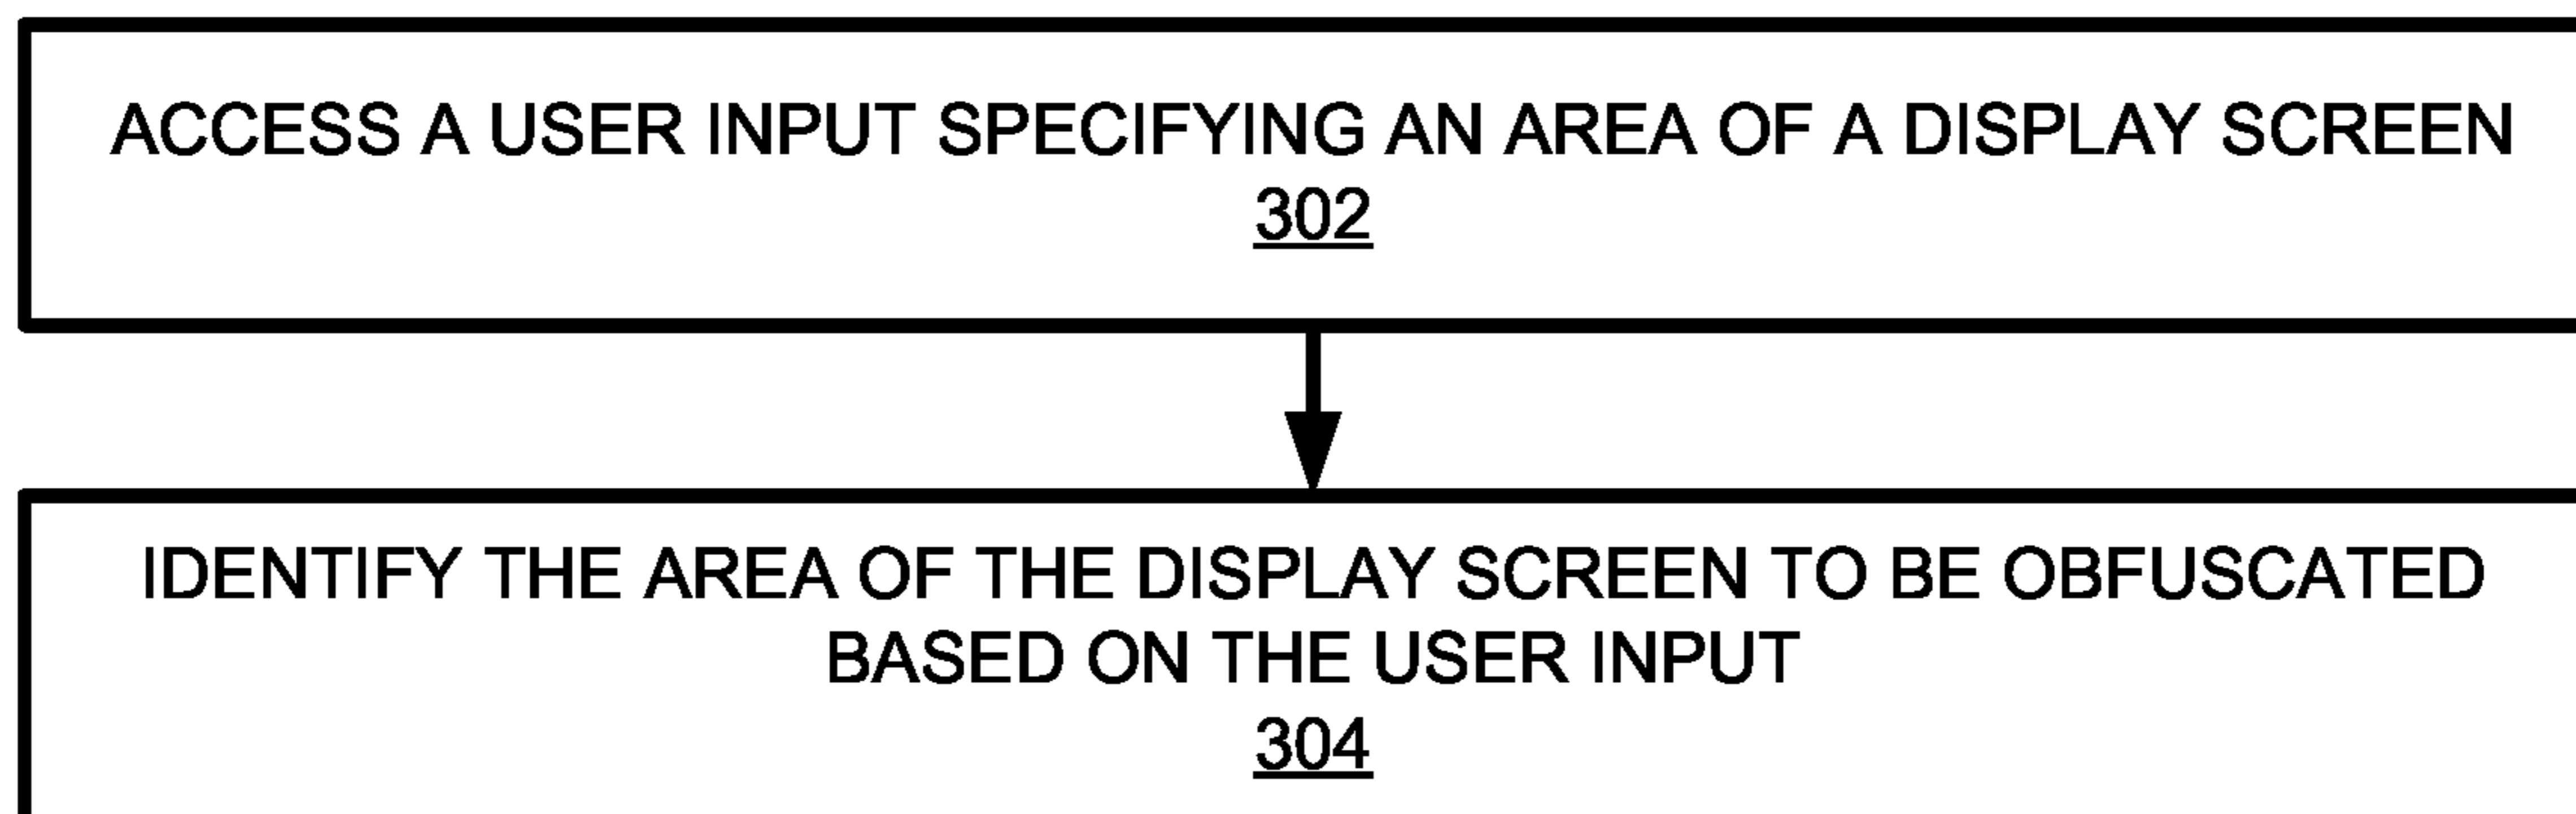 ACCESS A USER INPUT SPECIFYING AN AREA OF A DISPLAY SCREEN
302
IDENTIFY THE AREA OF THE DISPLAY SCREEN TO BE OBFUSCATED
BASED ON THE USER INPUT
304